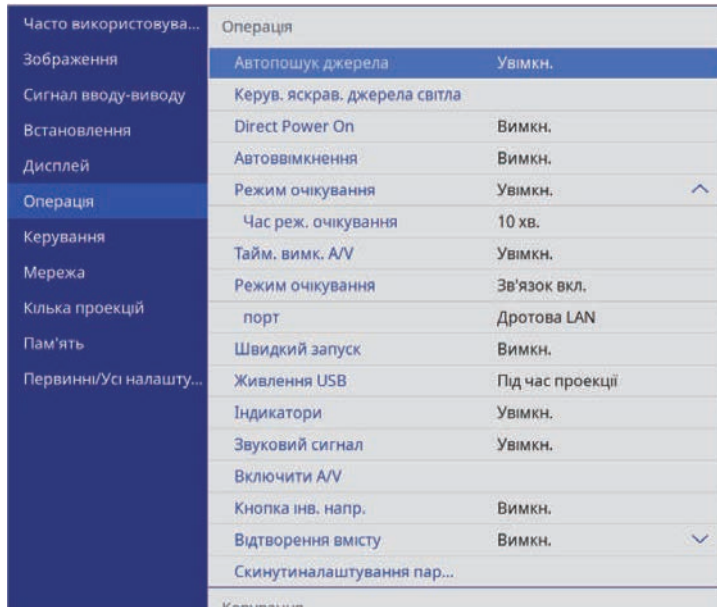 Часто використовува...
Зображення
Сигнал вводу-виводу
Встановлення
Дисплей
Операція
Керування
Мережа
Кілька проекцій
Пам'ять
Первинні/Усі налашту...
Операція
Автопошук джерела Увімкн.
Керув. яскрав. джерела світла
Direct Power On Вимкн.
Автоввімкнення Вимкн.
Режим очікування Увімкн.
Час реж. очікування 10 хв.
Тайм. вимк. A/V Увімкн.
Режим очікування Зв'язок вкл.
порт Дротова LAN
Швидкий запуск Вимкн.
Живлення USB Під час проекції
Індикатори Увімкн.
Звуковий сигнал Увімкн.
Включити A/V
Кнопка інв. напр. Вимкн.
Відтворення вмісту Вимкн.
Скинутиналаштування пар...
Керування